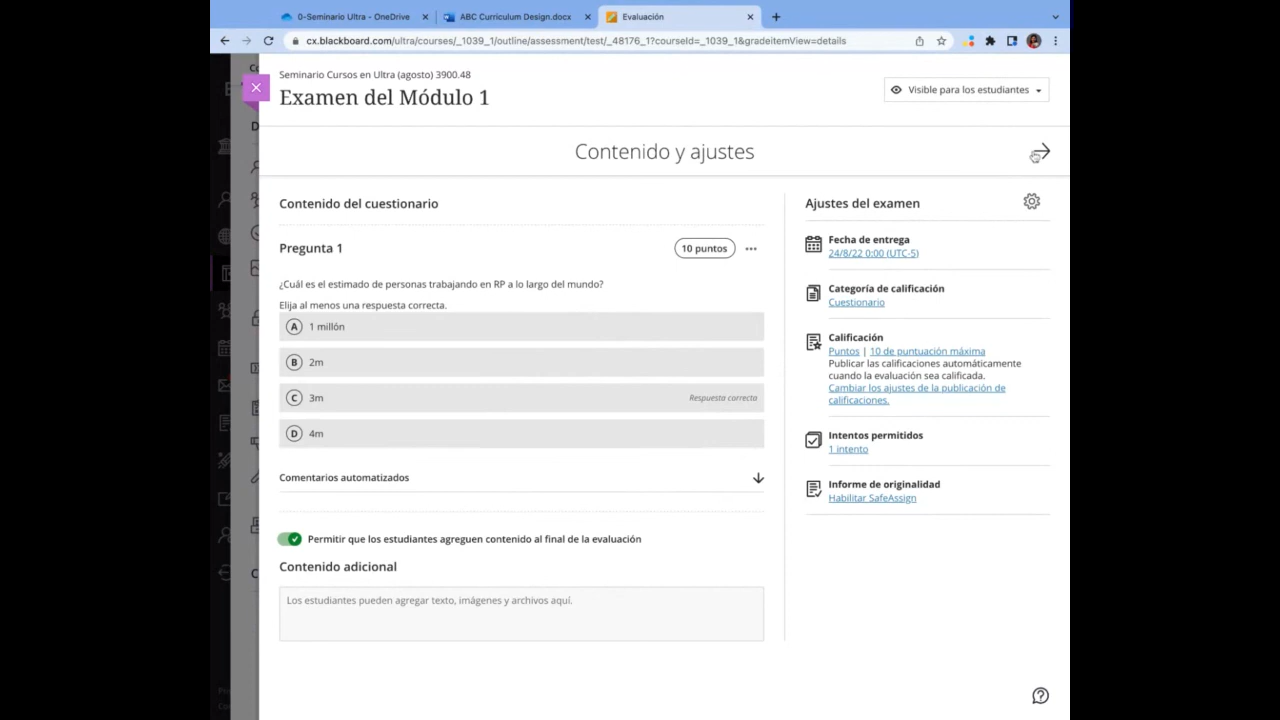 0-Seminario Ultra - OneDrive
ABC Curriculum Design.docx
Evaluación
cx.blackboard.com/ultra/courses/_1039_1/outline/assessment/test/_48176_1?courseId=_1039_1&gradeitemView=details
Seminario Cursos en Ultra (agosto) 3900.48
Examen del Módulo 1
Visible para los estudiantes
Contenido y ajustes
Contenido del cuestionario
Pregunta 1
10 puntos
¿Cuál es el estimado de personas trabajando en RP a lo largo del mundo?
Elija al menos una respuesta correcta.
A 1 millón
B 2m
C 3m Respuesta correcta
D 4m
Comentarios automatizados
Permitir que los estudiantes agreguen contenido al final de la evaluación
Contenido adicional
Los estudiantes pueden agregar texto, imágenes y archivos aquí.
Ajustes del examen
Fecha de entrega
24/8/22 0:00 (UTC-5)
Categoría de calificación
Cuestionario
Calificación
Puntos | 10 de puntuación máxima
Publicar las calificaciones automáticamente
cuando la evaluación sea calificada.
Cambiar los ajustes de la publicación de
calificaciones.
Intentos permitidos
1 intento
Informe de originalidad
Habilitar SafeAssign